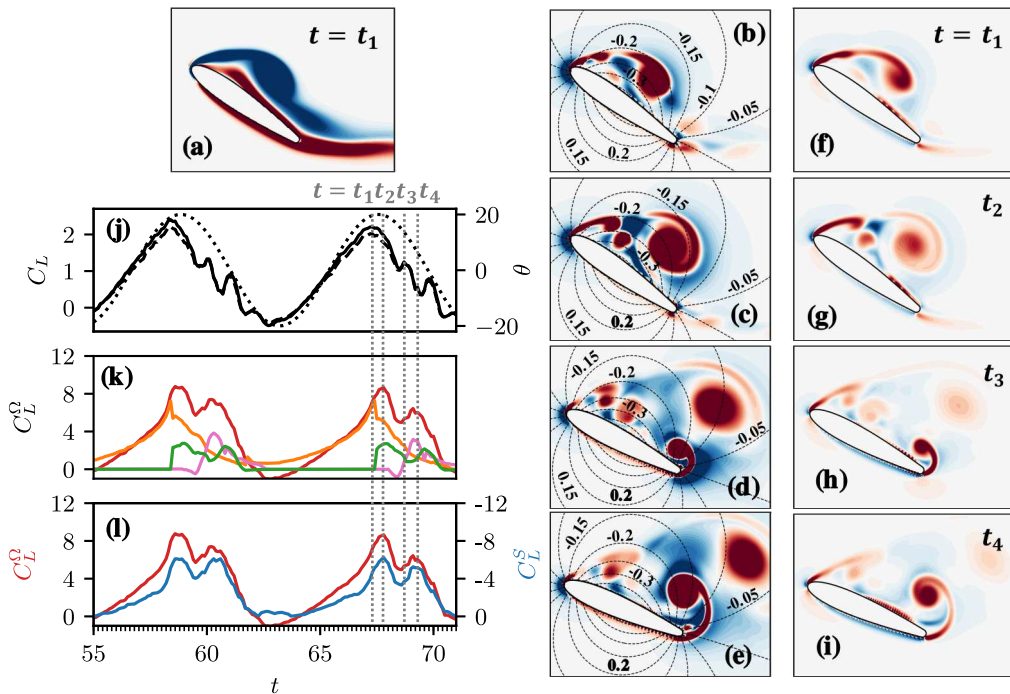 t = t₁
(a)
t = t₁t₂t₃t₄
(j)
C_L
2
1
0
θ
20
0
−20
(k)
C_L^Ω
12
8
4
0
(l)
C_L^Ω
12
8
4
0
C_L^S
-12
-8
-4
0
55
60
65
70
t
(b)
-0.2
-0.15
-0.3
-0.1
-0.05
0.15
0.2
(f)
t = t₁
(c)
-0.2
-0.15
-0.3
-0.05
0.15
0.2
(g)
t₂
(d)
-0.15
-0.2
-0.3
-0.05
0.15
0.2
(h)
t₃
(e)
-0.15
-0.2
-0.3
-0.05
0.15
0.2
(i)
t₄